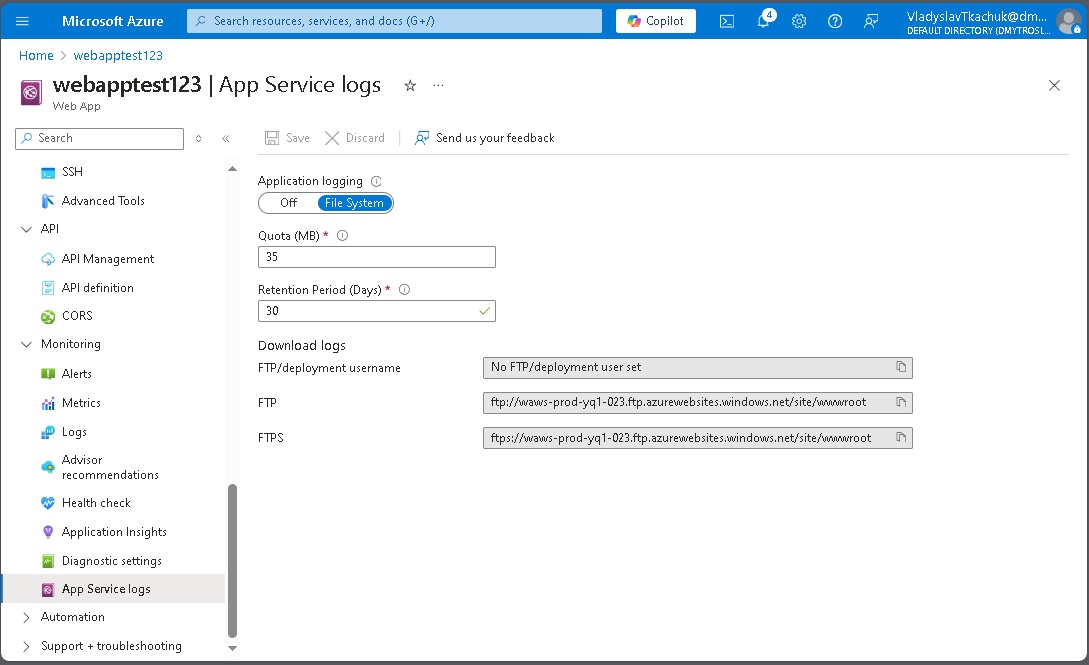 Microsoft Azure
Search resources, services, and docs (G+/)
Copilot
4
VladyslavTkachuk@dm...
DEFAULT DIRECTORY (DMYTROSL...
Home > webapptest123
webapptest123 | App Service logs
Web App
Search
Save
Discard
Send us your feedback
SSH
Advanced Tools
API
API Management
API definition
CORS
Monitoring
Alerts
Metrics
Logs
Advisor
recommendations
Health check
Application Insights
Diagnostic settings
App Service logs
Automation
Support + troubleshooting
Application logging
Off
File System
Quota (MB) *
35
Retention Period (Days) *
30
Download logs
FTP/deployment username
No FTP/deployment user set
FTP
ftp://waws-prod-yq1-023.ftp.azurewebsites.windows.net/site/wwwroot
FTPS
ftps://waws-prod-yq1-023.ftp.azurewebsites.windows.net/site/wwwroot